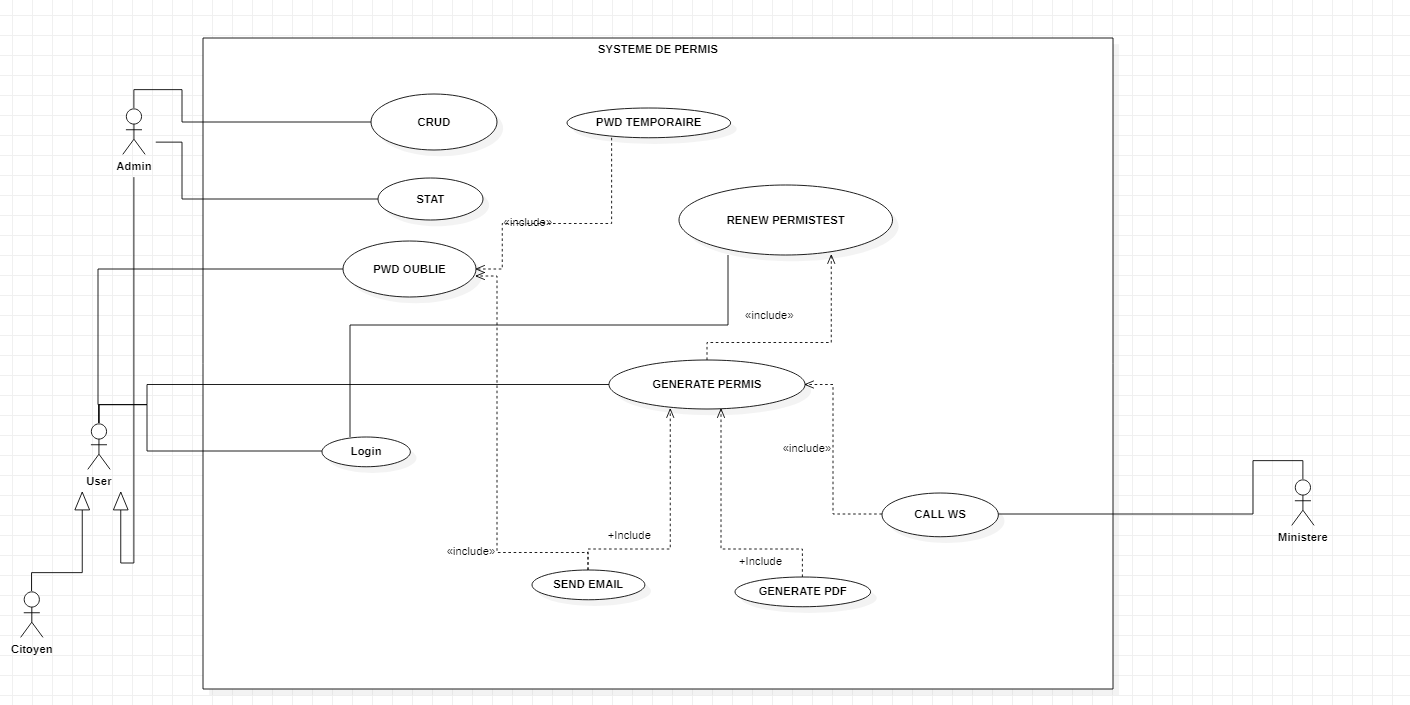 SYSTEME DE PERMIS
CRUD
PWD TEMPORAIRE
Admin
STAT
RENEW PERMISTEST
«include»
PWD OUBLIE
«include»
GENERATE PERMIS
«include»
Login
User
CALL WS
Ministere
+Include
«include»
+Include
SEND EMAIL
GENERATE PDF
Citoyen